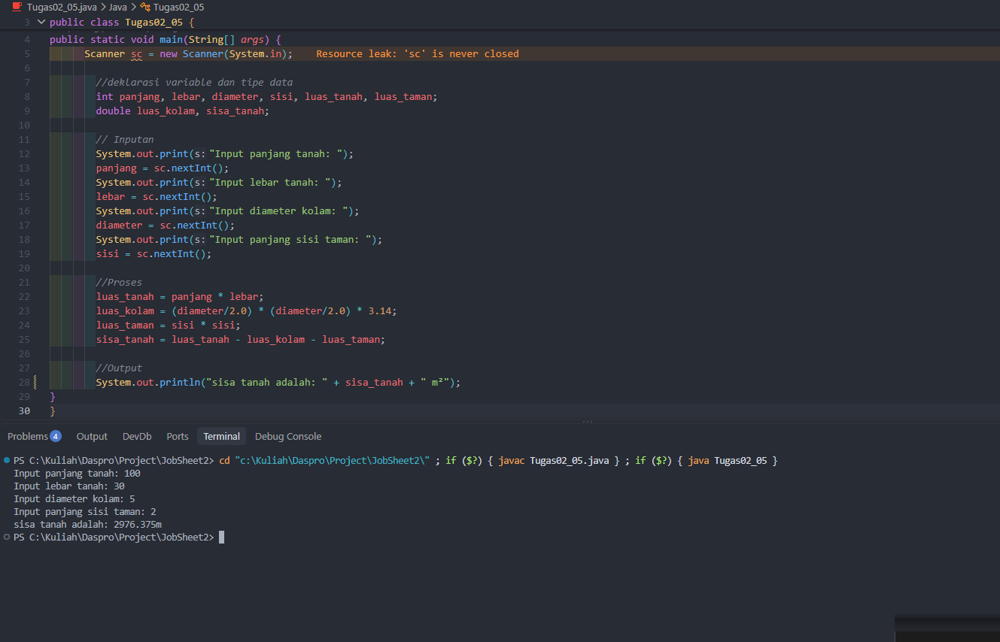 Tugas02_05.java > Java > Tugas02_05
3 public class Tugas02_05 {
4 public static void main(String[] args) {
5 Scanner sc = new Scanner(System.in); Resource leak: 'sc' is never closed
6
7 //deklarasi variable dan tipe data
8 int panjang, lebar, diameter, sisi, luas_tanah, luas_taman;
9 double luas_kolam, sisa_tanah;
10
11 // Inputan
12 System.out.print(s: "Input panjang tanah: ");
13 panjang = sc.nextInt();
14 System.out.print(s: "Input lebar tanah: ");
15 lebar = sc.nextInt();
16 System.out.print(s: "Input diameter kolam: ");
17 diameter = sc.nextInt();
18 System.out.print(s: "Input panjang sisi taman: ");
19 sisi = sc.nextInt();
20
21 //Proses
22 luas_tanah = panjang * lebar;
23 luas_kolam = (diameter/2.0) * (diameter/2.0) * 3.14;
24 luas_taman = sisi * sisi;
25 sisa_tanah = luas_tanah - luas_kolam - luas_taman;
26
27 //Output
28 System.out.println("sisa tanah adalah: " + sisa_tanah + " m²");
29 }
30 }
Problems 4 Output DevDb Ports Terminal Debug Console
PS C:\Kuliah\Daspro\Project\JobSheet2> cd "c:\Kuliah\Daspro\Project\JobSheet2\" ; if ($?) { javac Tugas02_05.java } ; if ($?) { java Tugas02_05 }
Input panjang tanah: 100
Input lebar tanah: 30
Input diameter kolam: 5
Input panjang sisi taman: 2
sisa tanah adalah: 2976.375m
PS C:\Kuliah\Daspro\Project\JobSheet2>